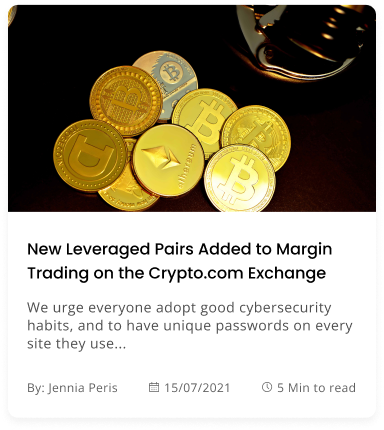 ethereum
New Leveraged Pairs Added to Margin
Trading on the Crypto.com Exchange
We urge everyone adopt good cybersecurity
habits, and to have unique passwords on every
site they use...
By: Jennia Peris 15/07/2021 5 Min to read